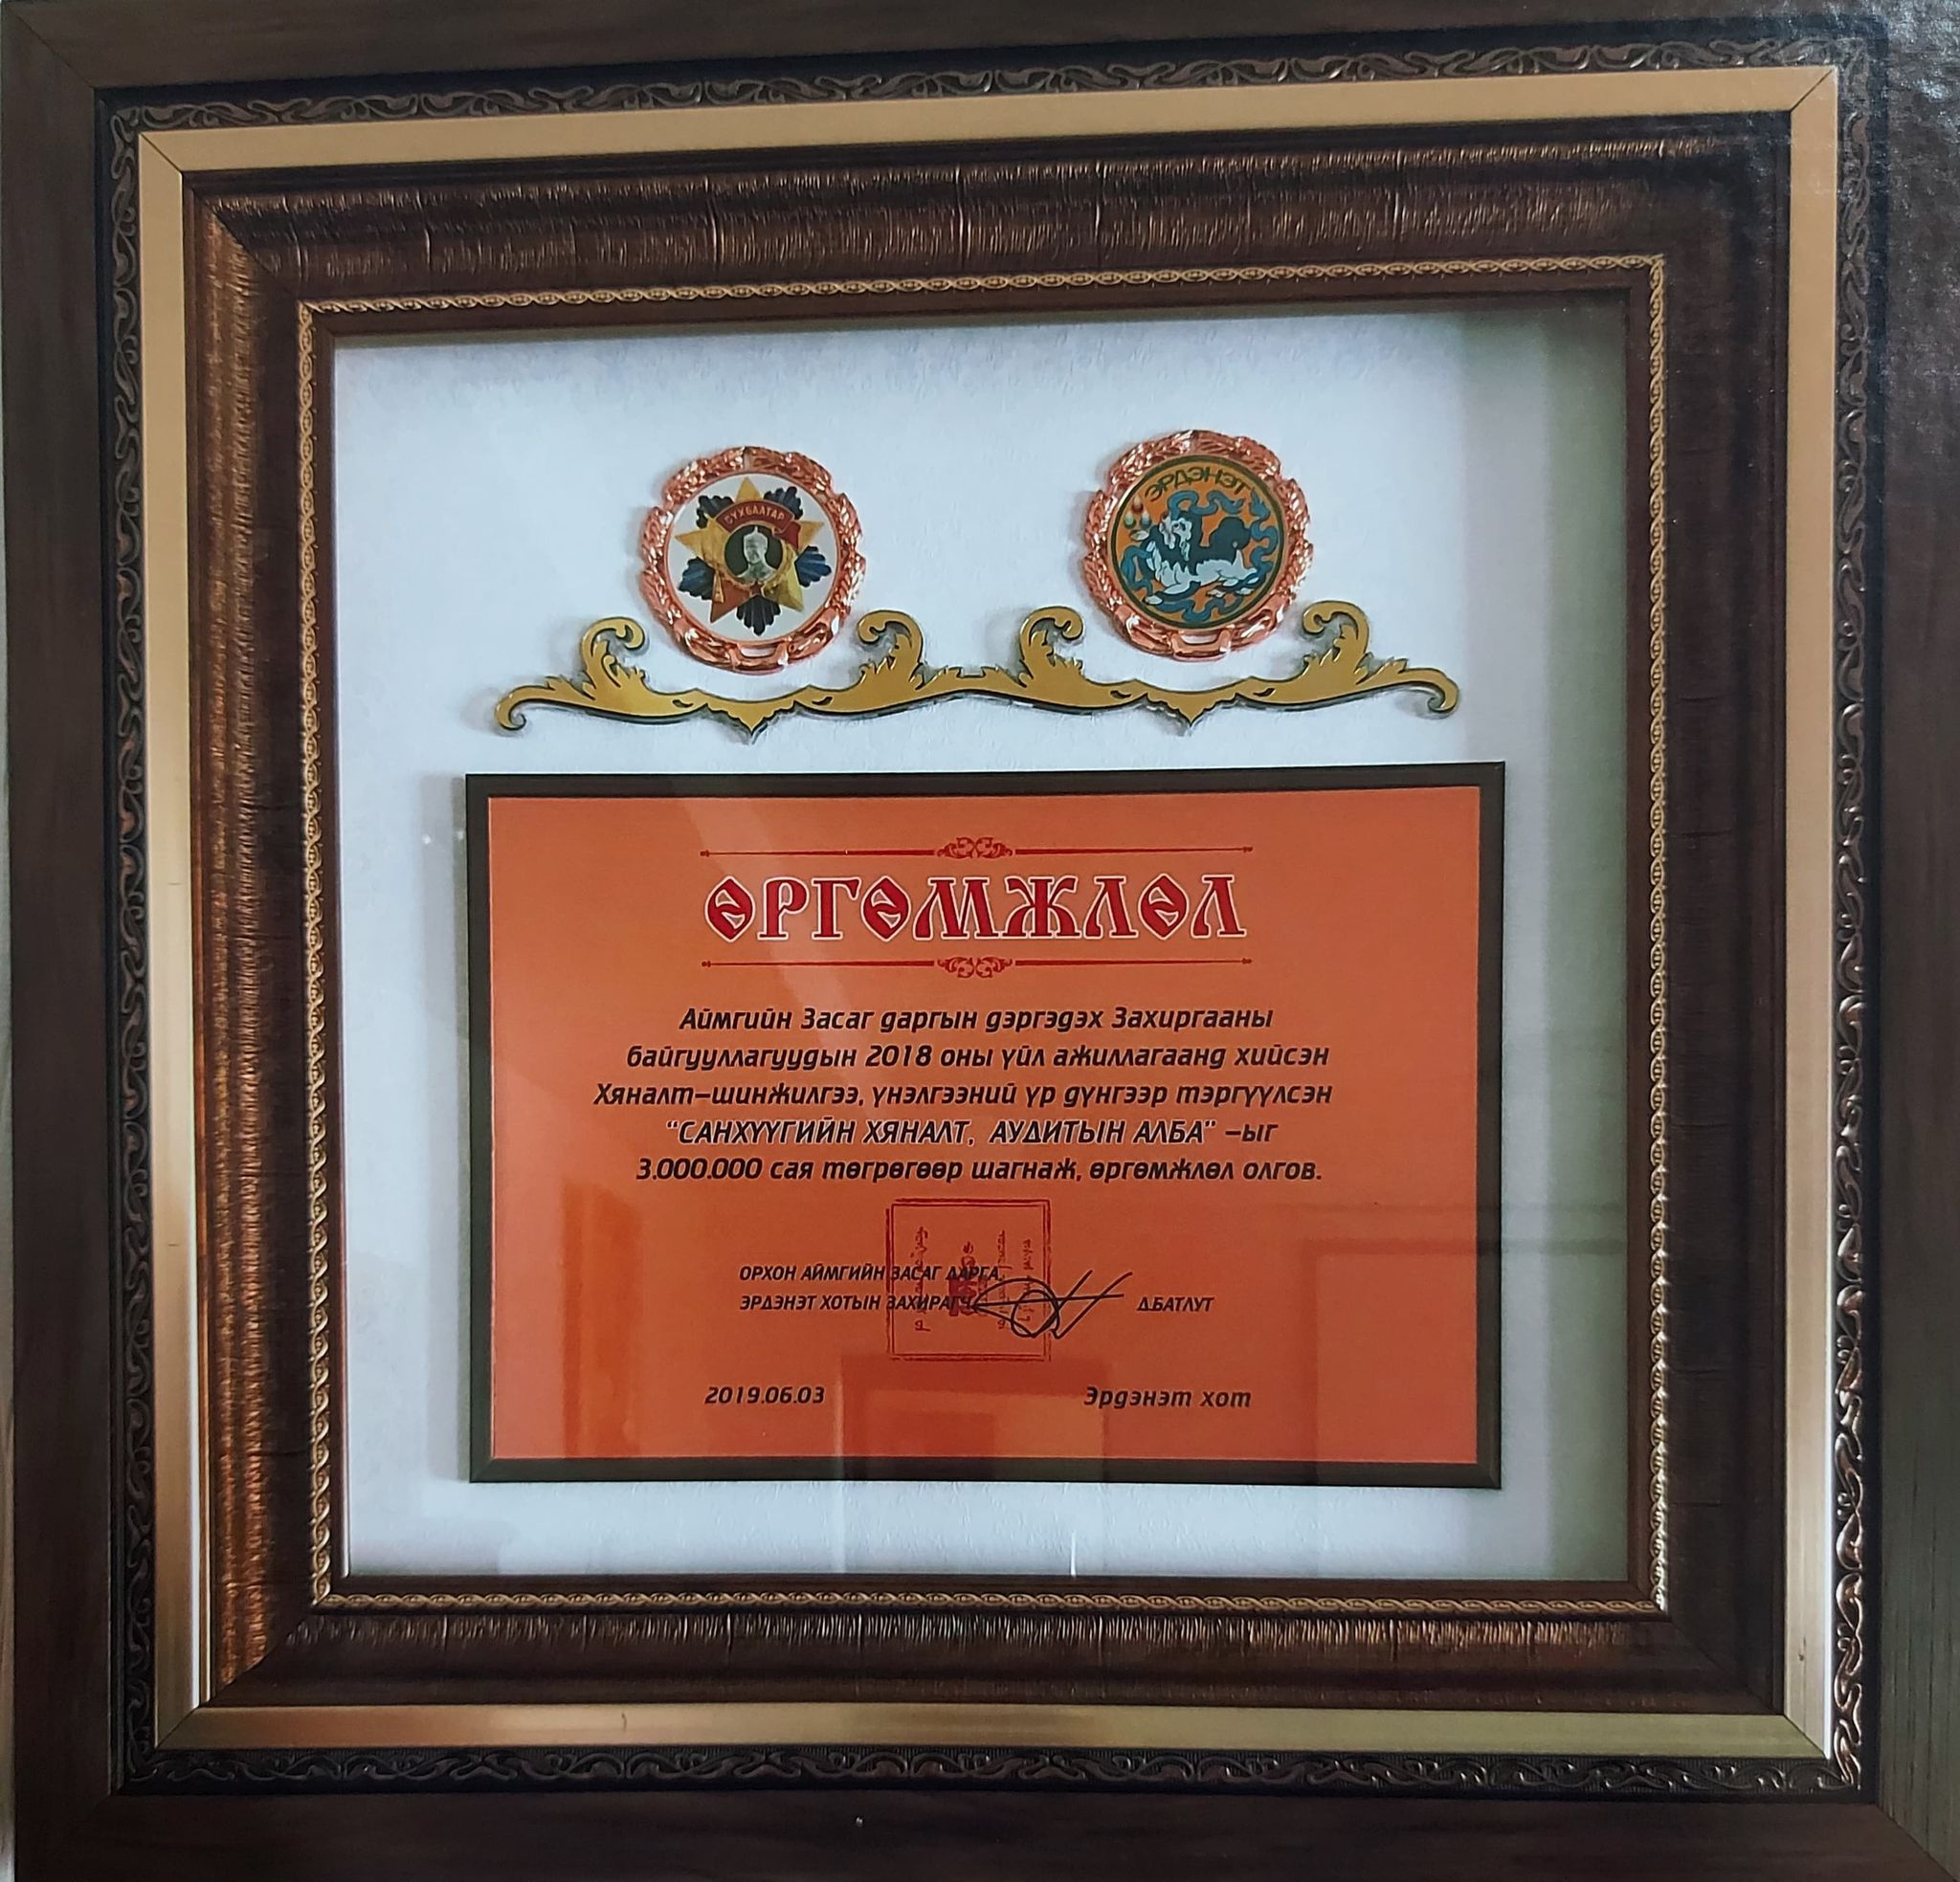 СҮХБААТАР
ЭРДЭНЭТ
ӨРГӨМЖЛӨЛ
Аймгийн Засаг даргын дэргэдэх Захиргааны
байгууллагуудын 2018 оны үйл ажиллагаанд хийсэн
Хяналт-шинжилгээ, үнэлгээний үр дүнгээр тэргүүлсэн
"САНХҮҮГИЙН ХЯНАЛТ, АУДИТЫН АЛБА" -ыг
3.000.000 сая төгрөгөөр шагнаж, өргөмжлөл олгов.
ОРХОН АЙМГИЙН ЗАСАГ ДАРГА,
ЭРДЭНЭТ ХОТЫН ЗАХИРАГЧ Д.БАТЛУТ
2019.06.03 Эрдэнэт хот